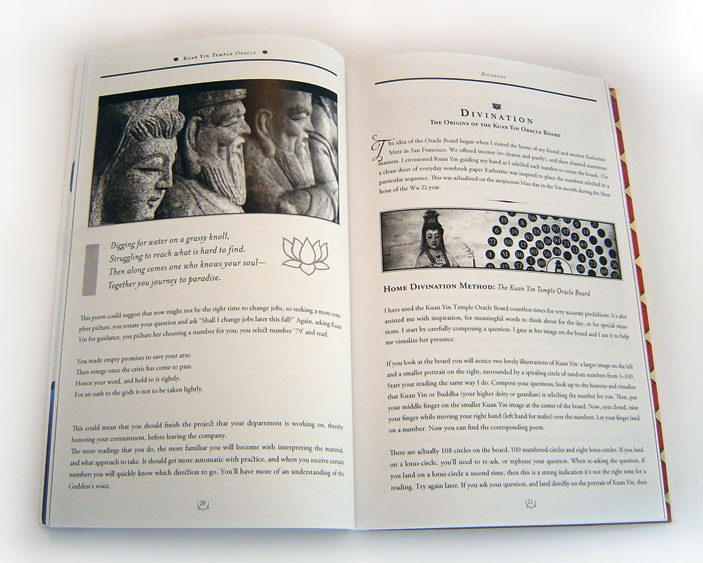 Kuan Yin Temple Oracle
Digging for water on a grassy knoll,
Struggling to reach what is hard to find.
Then along comes one who knows your soul—
Together you journey to paradise.
This poem could suggest that now might not be the right time to change jobs, so seeking a more com-
plete picture, you restate your question and ask “Shall I change jobs later this fall?” Again, asking Kuan
Yin for guidance, you picture her choosing a number for you; you select number ‘79’ and read:
You made empty promises to save your arse,
Then renege once the crisis has come to pass.
Honor your word, and hold to it tightly,
For an oath to the gods is not to be taken lightly.
This could mean that you should finish the project that your department is working on, thereby
honoring your commitment, before leaving the company.
The more readings that you do, the more familiar you will become with interpreting the material,
and what approach to take. It should get more automatic with practice, and when you receive certain
numbers you will quickly know which direction to go. You’ll have more of an understanding of the
Goddess’s voice.
20
Divination
Divination
The Origins of the Kuan Yin Oracle Board
The idea of the Oracle Board began when I visited the home of my friend and mentor Katherine
Metz in San Francisco. We offered incense (to cleanse and purify), and then chanted numerous
mantras. I envisioned Kuan Yin guiding my hand as I selected each number to create the board. On
a clean sheet of everyday notebook paper Katherine was inspired to place the numbers selected in a
particular sequence. This was actualized on the auspicious Mao day in the Yin month during the Shen
hour of the Wu Zi year.
Home Divination Method: The Kuan Yin Temple Oracle Board
I have used the Kuan Yin Temple Oracle Board countless times for very accurate predictions. It's also
assisted me with inspiration, for meaningful words to think about for the day, or for special situa-
tions. I start by carefully composing a question. I gaze at her image on the board and I use it to help
me visualize her presence.
If you look at the board you will notice two lovely illustrations of Kuan Yin: a larger image on the left
and a smaller portrait on the right, surrounded by a spiraling circle of random numbers from 1–100.
Start your reading the same way I do. Compose your questions, look up to the heavens and visualize
that Kuan Yin or Buddha (your higher deity or guardian) is selecting the number for you. Then, put
your middle finger on the smaller Kuan Yin image at the center of the board. Now, eyes closed, raise
your finger while moving your right hand (left hand for males) over the numbers. Let your finger land
on a number. Now you can find the corresponding poem.
There are actually 108 circles on the board, 100 numbered circles and eight lotus-circles. If you land
on a lotus-circle, you'll need to re-ask, or rephrase your question. When re-asking the question, if
you land on a lotus-circle a second time, then this is a strong indication it's not the right time for a
reading. Try again later. If you ask your question, and land directly on the portrait of Kuan Yin, then
21